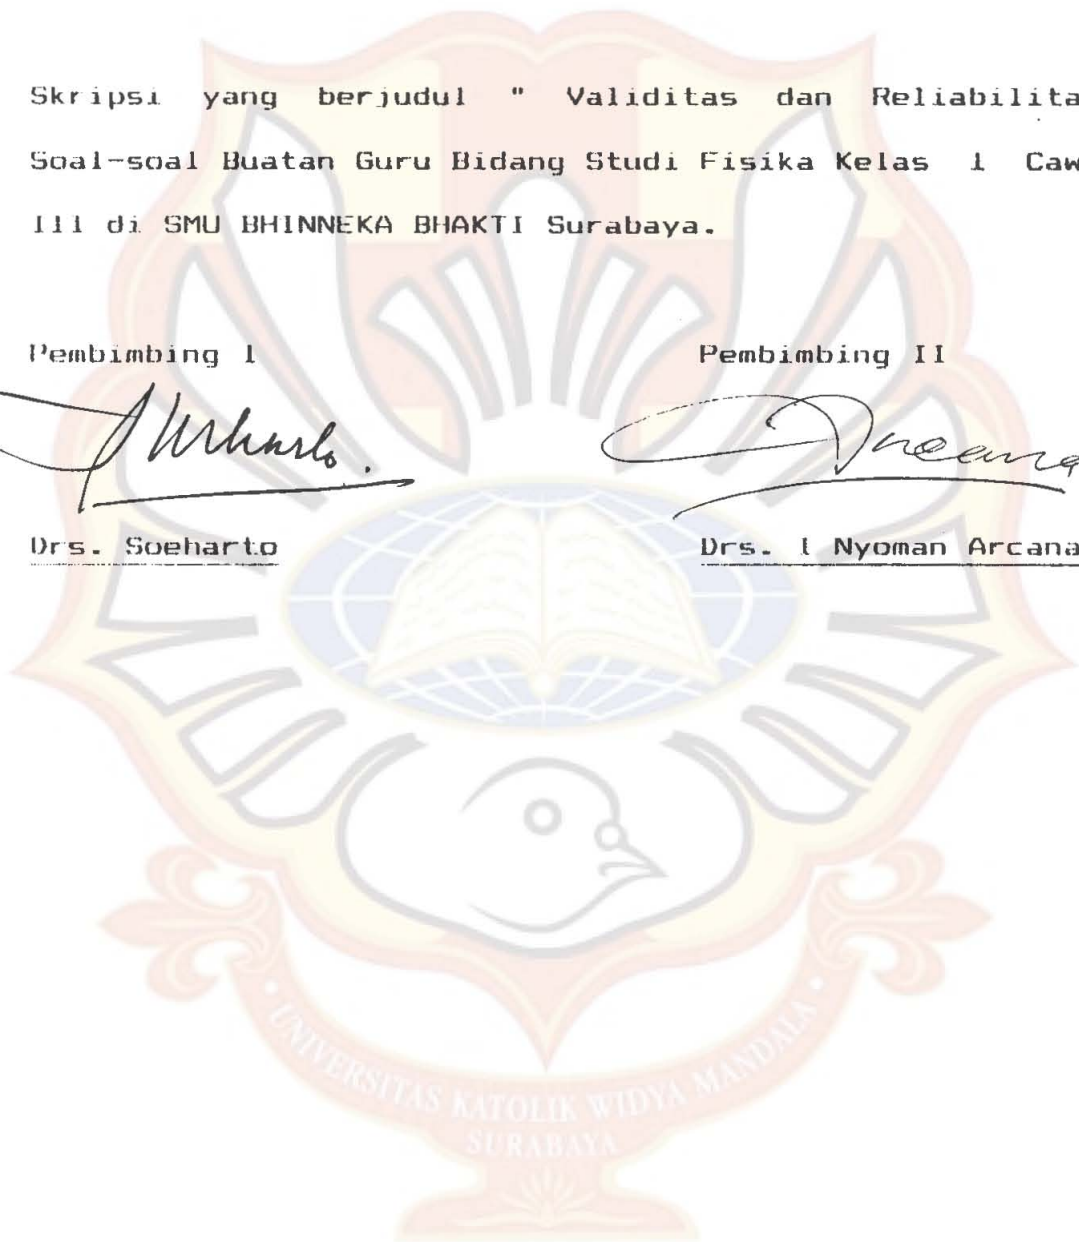 Skripsi yang berjudul " Validitas dan Reliabilita
Soal-soal Buatan Guru Bidang Studi Fisika Kelas 1 Caw
III di SMU BHINNEKA BHAKTI Surabaya.
Pembimbing I Pembimbing II
Drs. Soeharto Drs. I Nyoman Arcana
UNIVERSITAS KATOLIK WIDYA MANDALA
SURABAYA